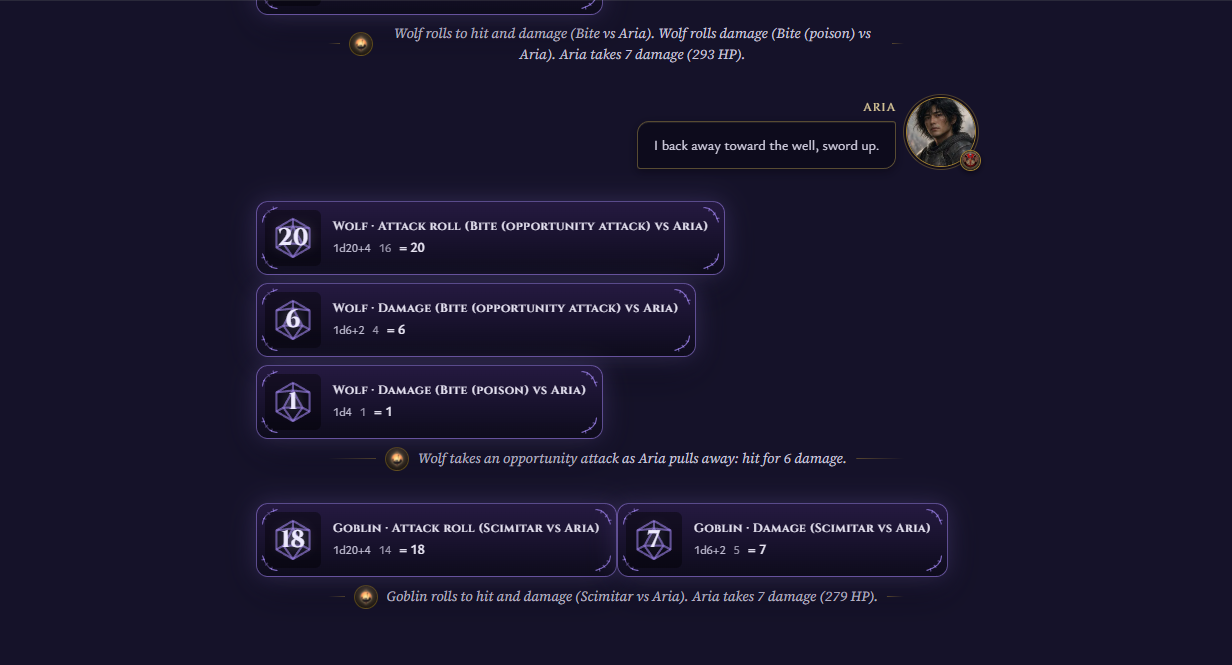 Wolf rolls to hit and damage (Bite vs Aria). Wolf rolls damage (Bite (poison) vs
Aria). Aria takes 7 damage (293 HP).
ARIA
I back away toward the well, sword up.
20
WOLF · ATTACK ROLL (BITE (OPPORTUNITY ATTACK) VS ARIA)
1d20+4 16 = 20
6
WOLF · DAMAGE (BITE (OPPORTUNITY ATTACK) VS ARIA)
1d6+2 4 = 6
1
WOLF · DAMAGE (BITE (POISON) VS ARIA)
1d4 1 = 1
Wolf takes an opportunity attack as Aria pulls away: hit for 6 damage.
18
GOBLIN · ATTACK ROLL (SCIMITAR VS ARIA)
1d20+4 14 = 18
7
GOBLIN · DAMAGE (SCIMITAR VS ARIA)
1d6+2 5 = 7
Goblin rolls to hit and damage (Scimitar vs Aria). Aria takes 7 damage (279 HP).